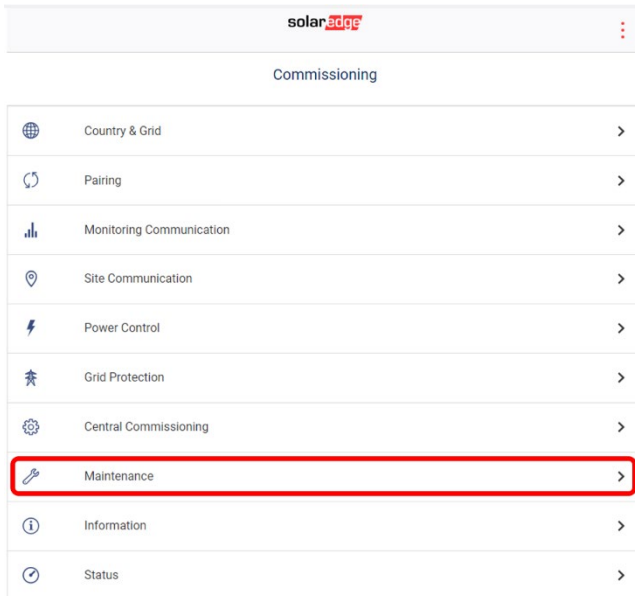 solaredge
Commissioning
Country & Grid
Pairing
Monitoring Communication
Site Communication
Power Control
Grid Protection
Central Commissioning
Maintenance
Information
Status